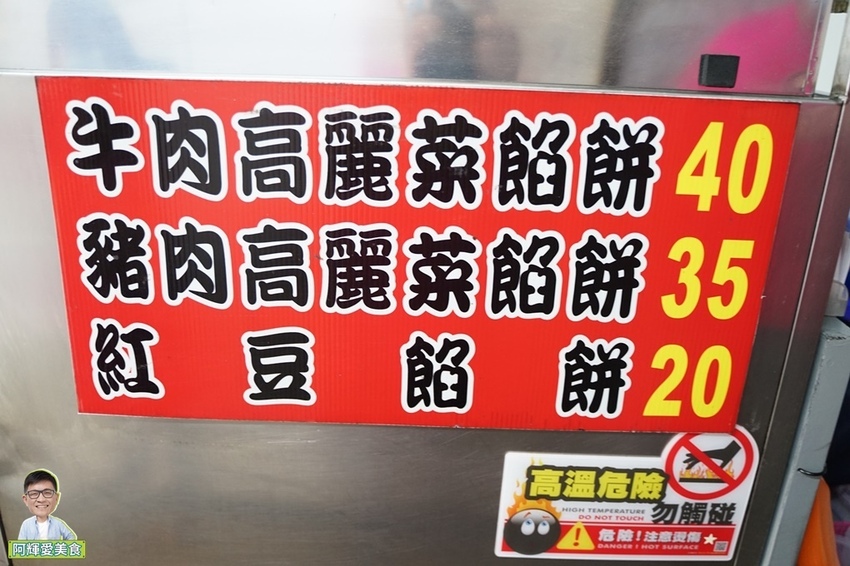 牛肉高麗菜餡餅 40
豬肉高麗菜餡餅 35
紅豆餡餅 20
高溫危險
HIGH TEMPERATURE
DO NOT TOUCH
勿觸碰
危險！注意燙傷
DANGER！HOT SURFACE
阿輝愛美食